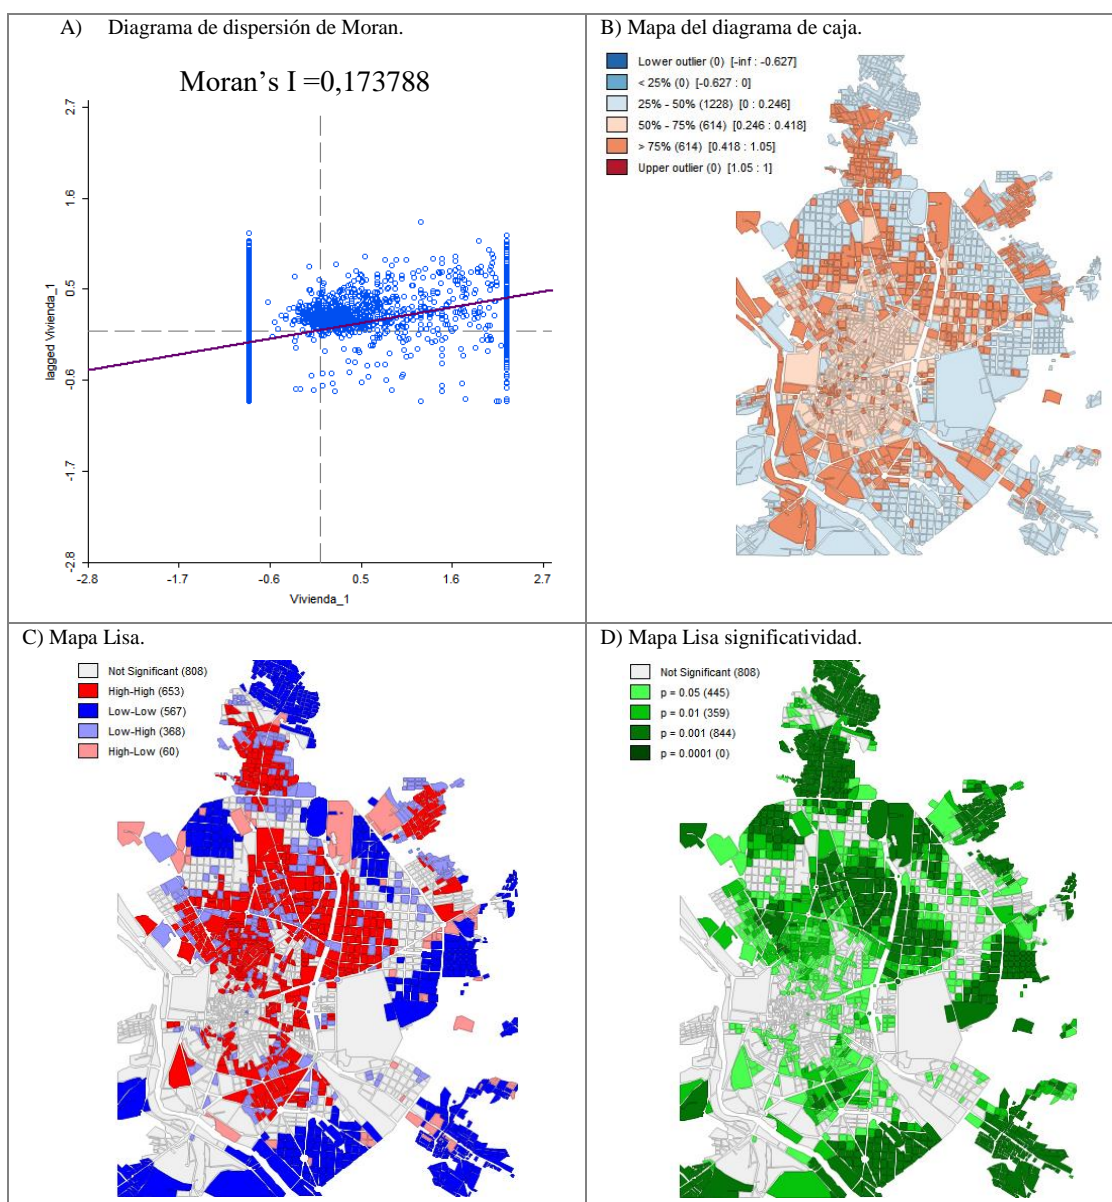 A) Diagrama de dispersión de Moran.
Moran's I =0,173788
2.7
1.6
0.5
-0.6
-1.7
-2.8
lagged Vivienda_1
-2.8
-1.7
-0.6
0.5
1.6
2.7
Vivienda_1
B) Mapa del diagrama de caja.
Lower outlier (0) [-inf : -0.627]
< 25% (0) [-0.627 : 0]
25% - 50% (1228) [0 : 0.246]
50% - 75% (614) [0.246 : 0.418]
> 75% (614) [0.418 : 1.05]
Upper outlier (0) [1.05 : 1]
C) Mapa Lisa.
Not Significant (808)
High-High (653)
Low-Low (567)
Low-High (368)
High-Low (60)
D) Mapa Lisa significatividad.
Not Significant (808)
p = 0.05 (445)
p = 0.01 (359)
p = 0.001 (844)
p = 0.0001 (0)